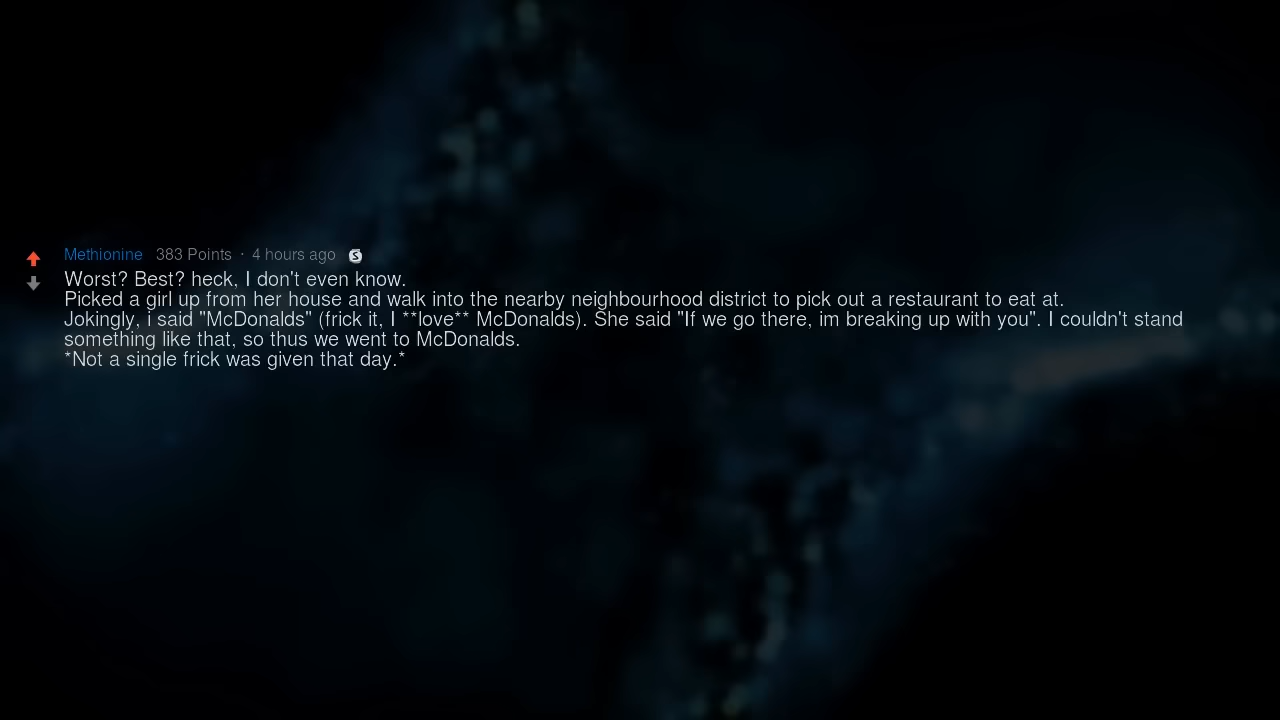 Methionine 383 Points · 4 hours ago S
Worst? Best? heck, I don't even know.
Picked a girl up from her house and walk into the nearby neighbourhood district to pick out a restaurant to eat at.
Jokingly, i said "McDonalds" (frick it, I **love** McDonalds). She said "If we go there, im breaking up with you". I couldn't stand
something like that, so thus we went to McDonalds.
*Not a single frick was given that day.*